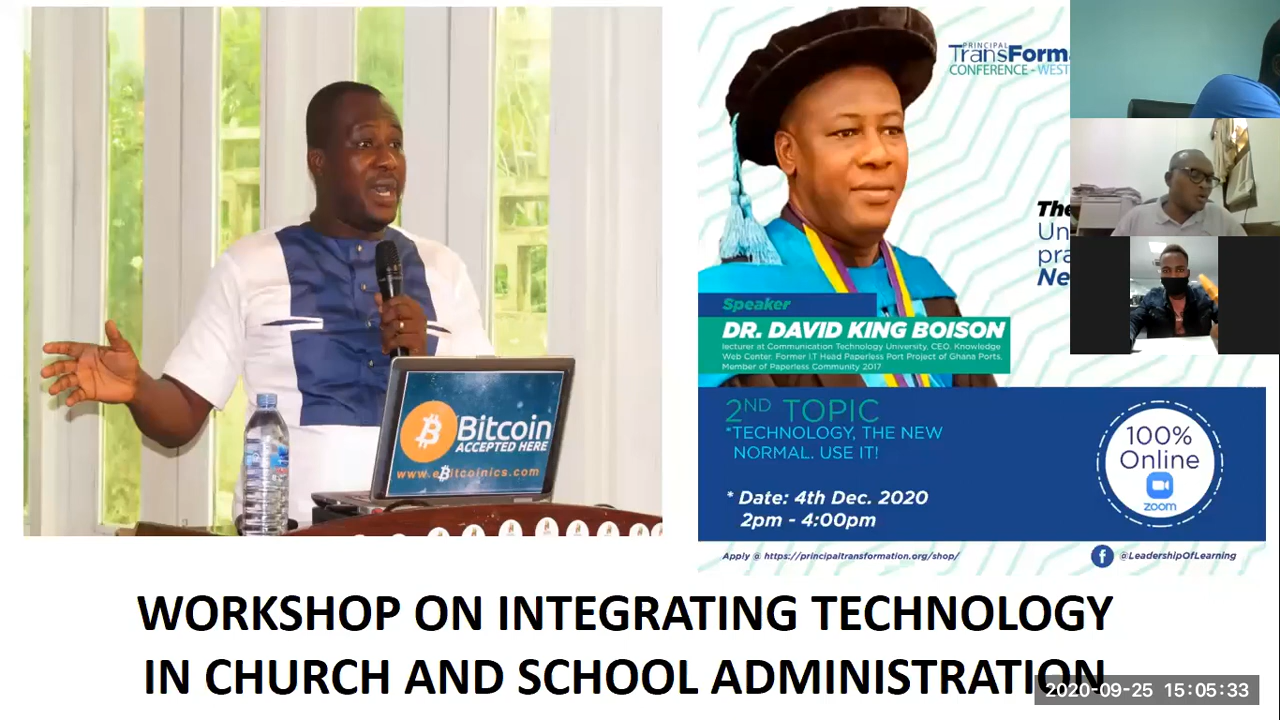 Bitcoin
ACCEPTED HERE
www.eBitcoinics.com
PRINCIPAL
TransForm
CONFERENCE - WEST
The
Un
pra
Ne
Speaker
DR. DAVID KING BOISON
lecturer at Communication Technology University, CEO. Knowledge
Web Center, Former I.T Head Paperless Port Project of Ghana Ports,
Member of Paperless Community 2017
2ND TOPIC
*TECHNOLOGY, THE NEW
NORMAL. USE IT!
* Date: 4th Dec. 2020
2pm - 4:00pm
100%
Online
zoom
Apply @ https://principaltransformation.org/shop/
@LeadershipOfLearning
WORKSHOP ON INTEGRATING TECHNOLOGY
IN CHURCH AND SCHOOL ADMINISTRATION
2020-09-25 15:05:33